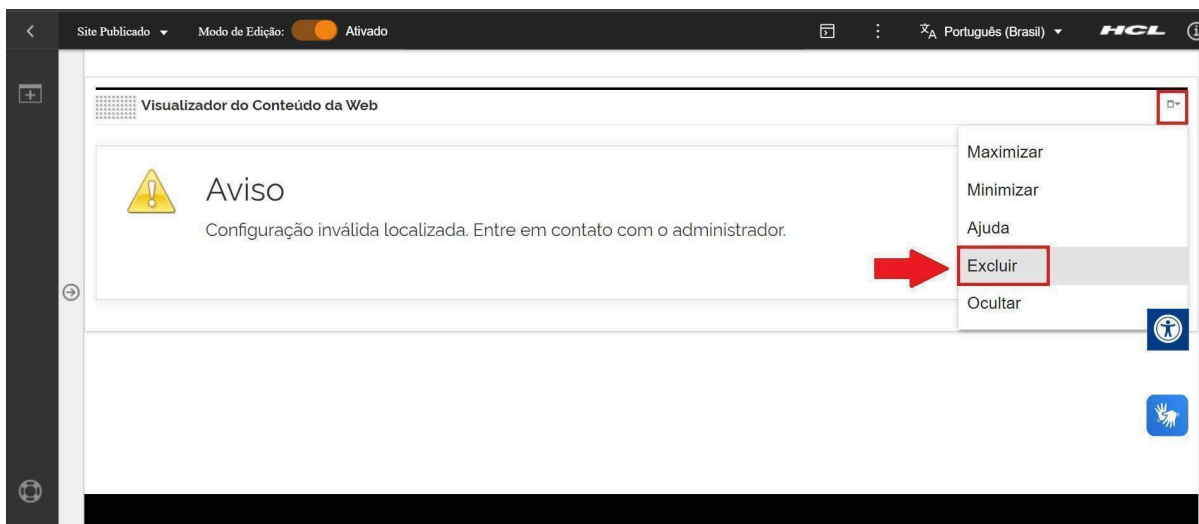 Site Publicado
Modo de Edição:
Ativado
Português (Brasil)
HCL
Visualizador do Conteúdo da Web
Maximizar
Minimizar
Ajuda
Excluir
Ocultar
Aviso
Configuração inválida localizada. Entre em contato com o administrador.